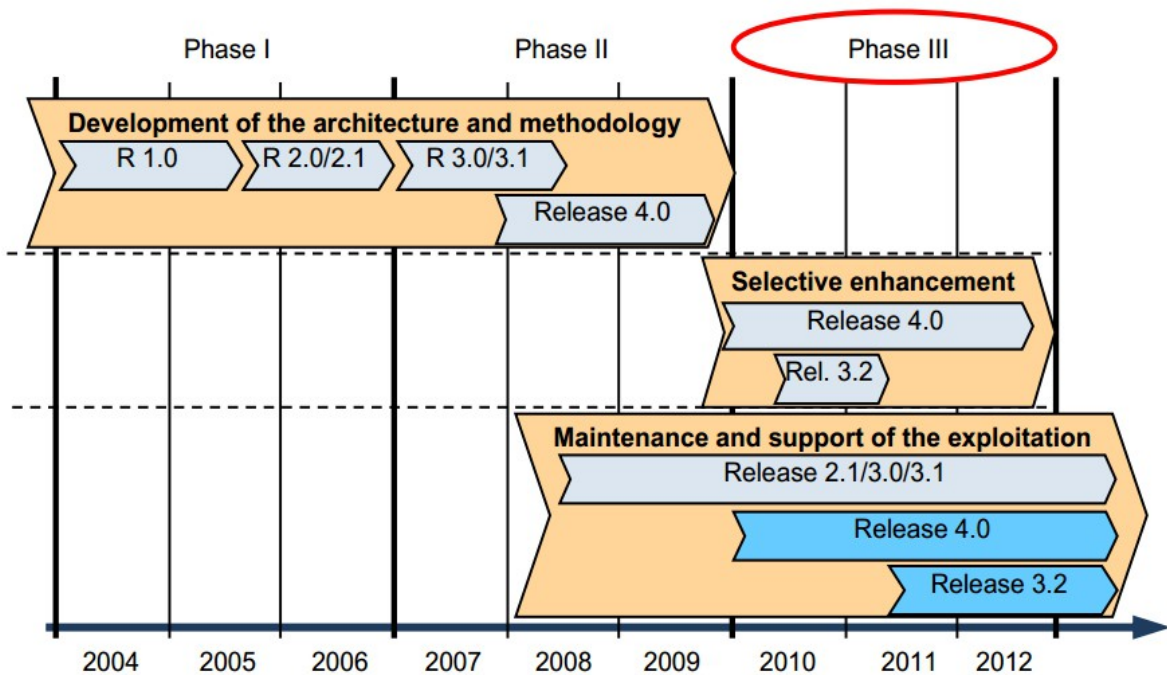 Phase I
Phase II
Phase III
Development of the architecture and methodology
R 1.0
R 2.0/2.1
R 3.0/3.1
Release 4.0
Selective enhancement
Release 4.0
Rel. 3.2
Maintenance and support of the exploitation
Release 2.1/3.0/3.1
Release 4.0
Release 3.2
2004
2005
2006
2007
2008
2009
2010
2011
2012